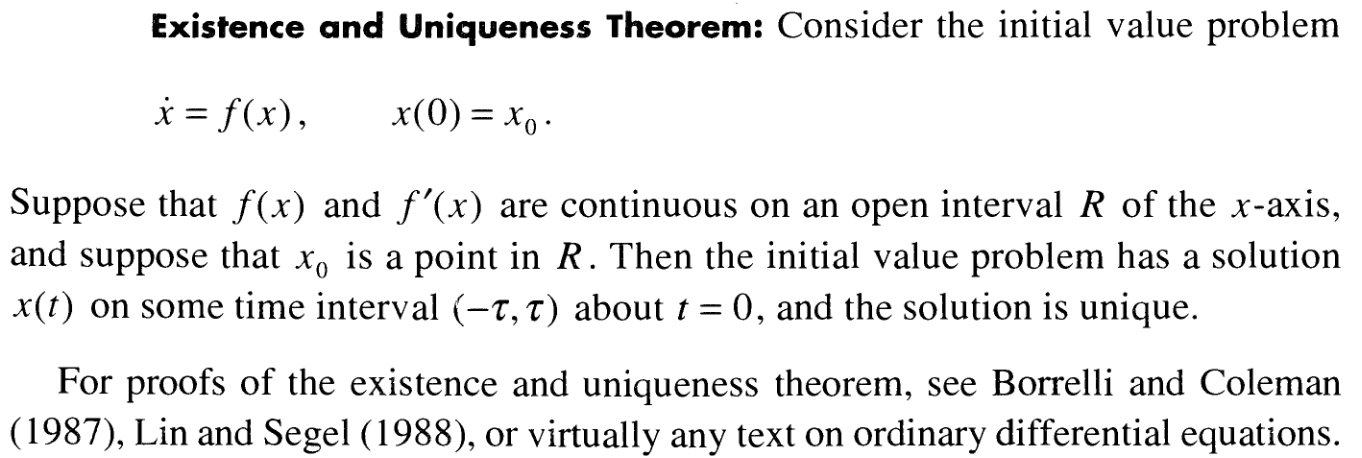 Existence and Uniqueness Theorem: Consider the initial value problem
ẋ = f(x), x(0) = x₀.
Suppose that f(x) and f′(x) are continuous on an open interval R of the x-axis,
and suppose that x₀ is a point in R. Then the initial value problem has a solution
x(t) on some time interval (−τ, τ) about t = 0, and the solution is unique.
For proofs of the existence and uniqueness theorem, see Borrelli and Coleman
(1987), Lin and Segel (1988), or virtually any text on ordinary differential equations.